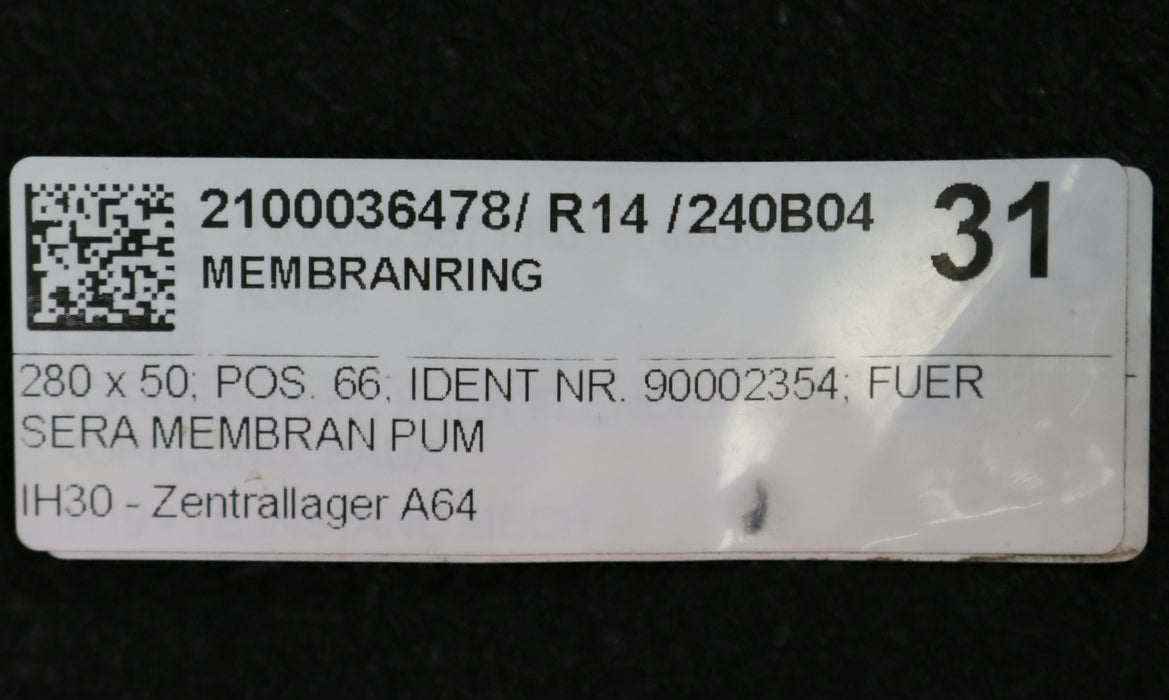 2100036478/ R14 /240B04 31
MEMBRANRING
280 x 50; POS. 66; IDENT NR. 90002354; FUER
SERA MEMBRAN PUM
IH30 - Zentrallager A64